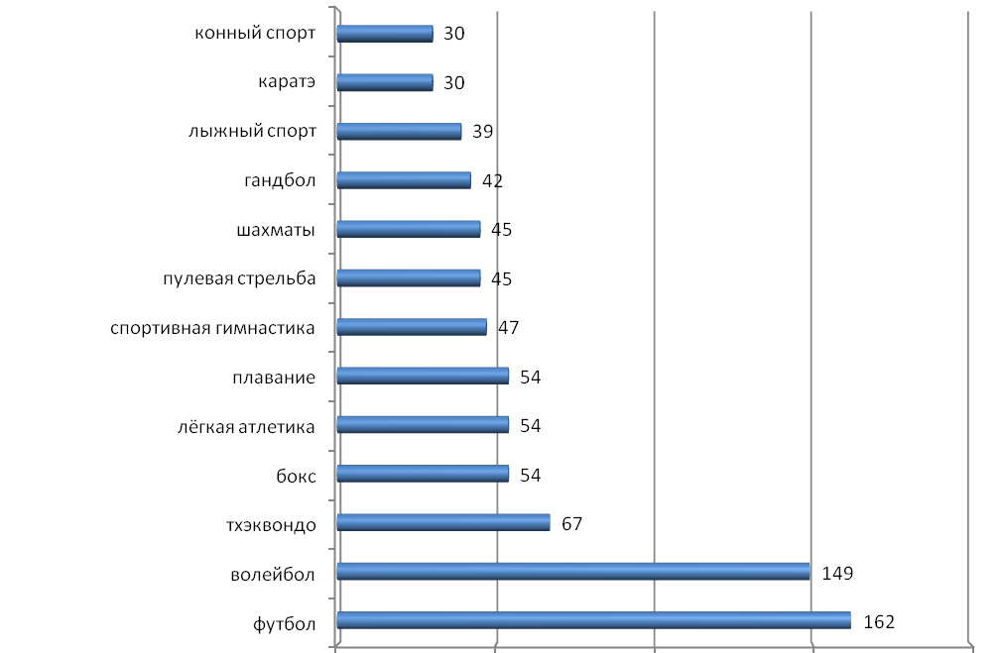 конный спорт 30
каратэ 30
лыжный спорт 39
гандбол 42
шахматы 45
пулевая стрельба 45
спортивная гимнастика 47
плавание 54
лёгкая атлетика 54
бокс 54
тхэквондо 67
волейбол 149
футбол 162